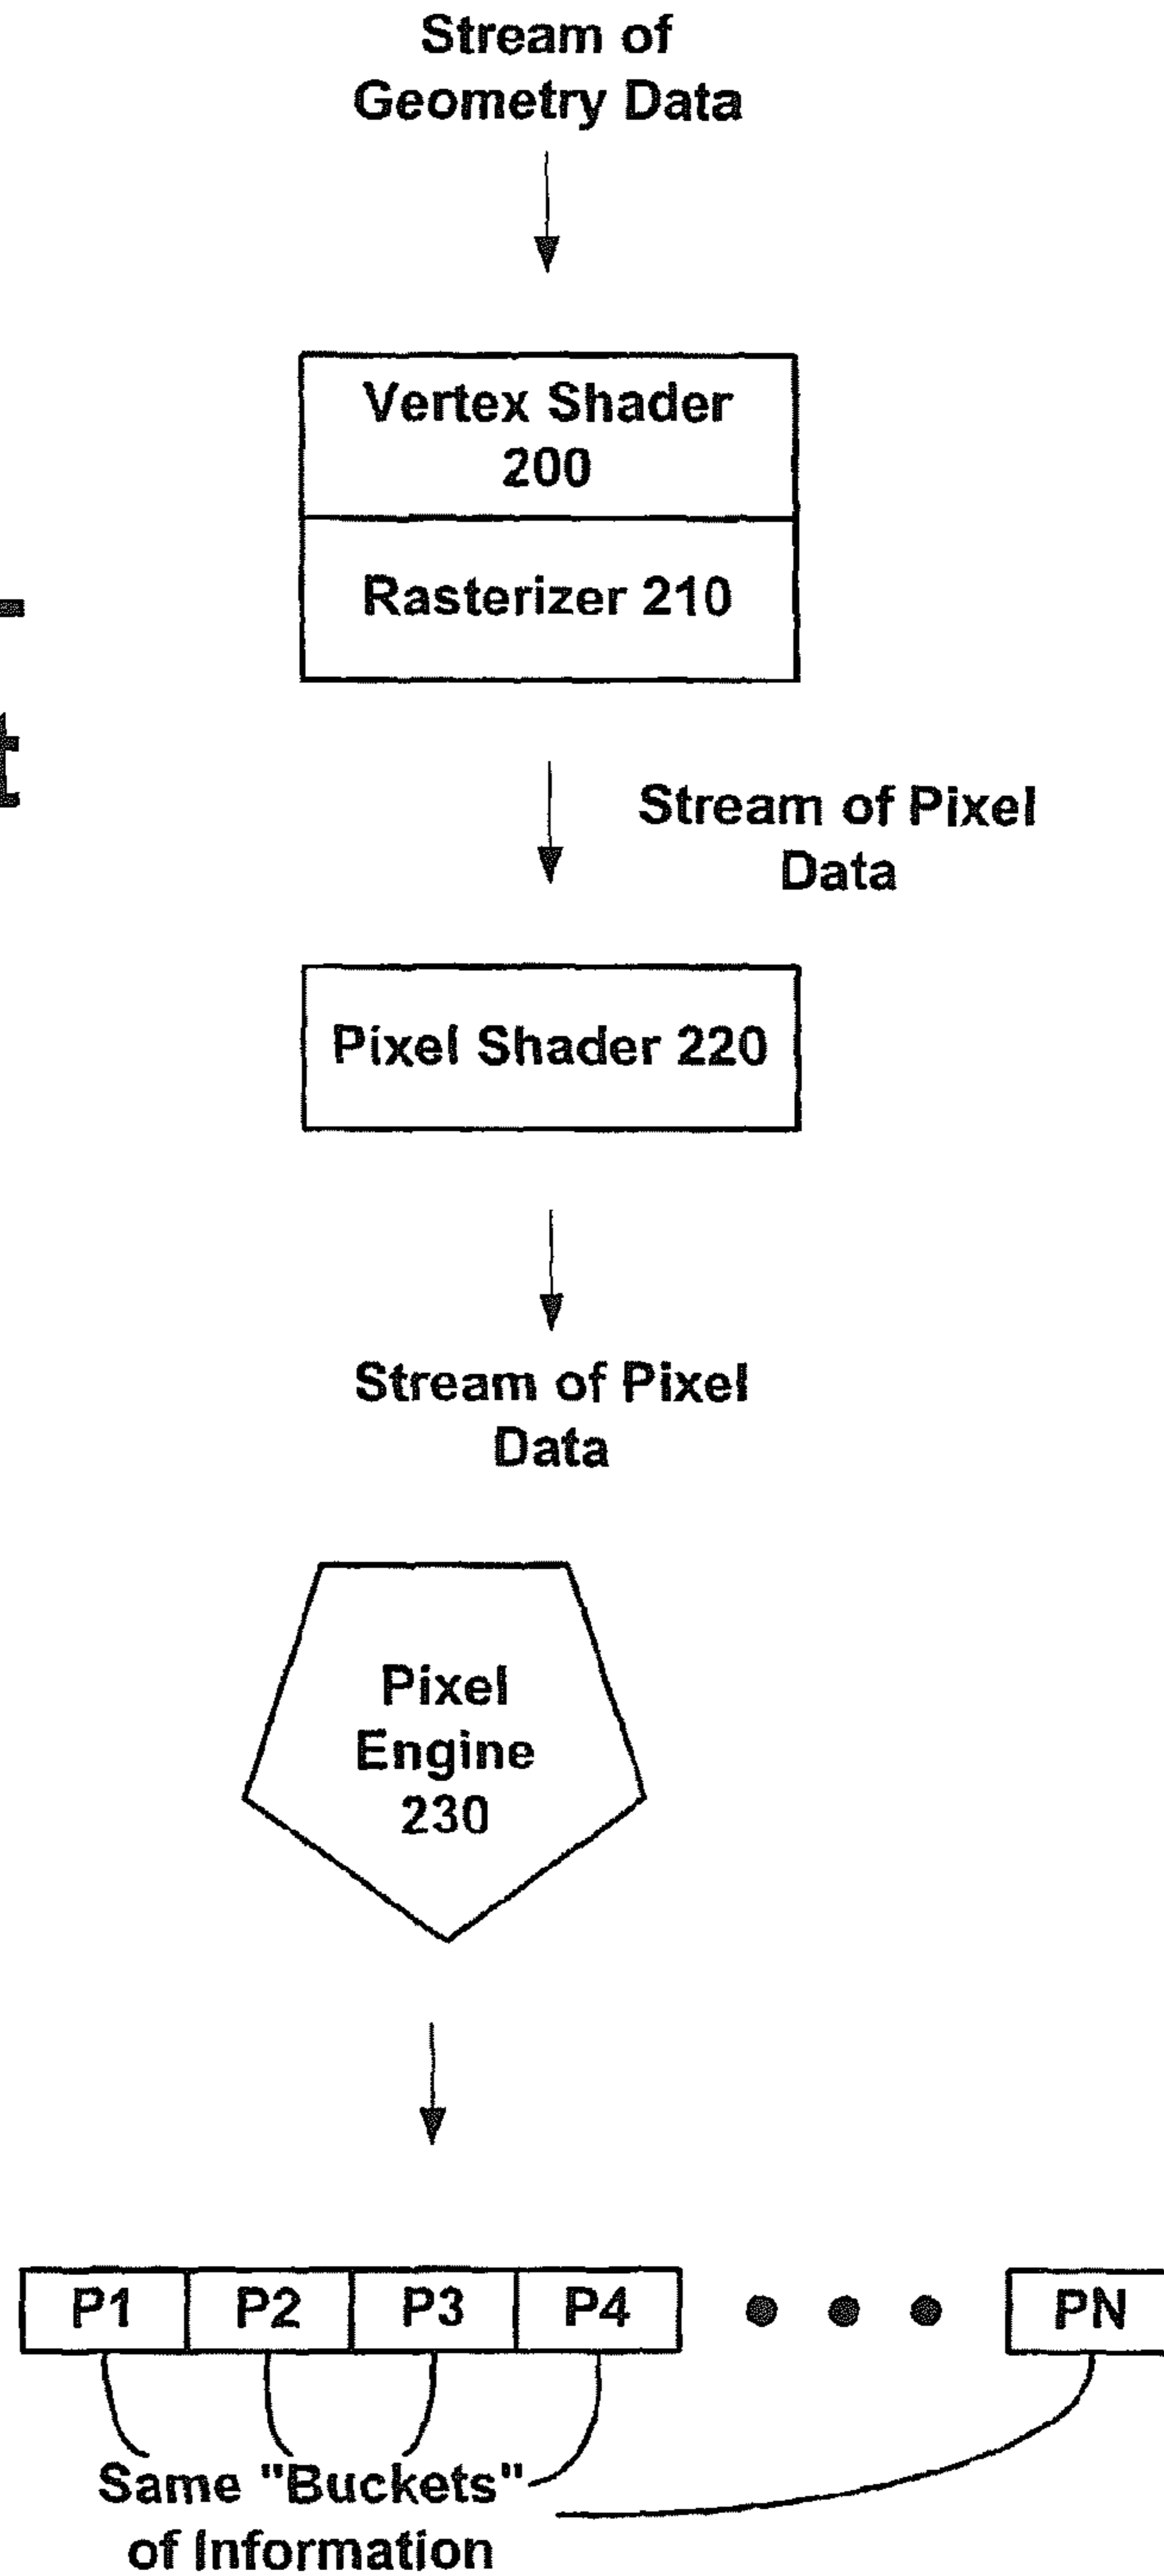 Stream of
Geometry Data
Vertex Shader
200
Rasterizer 210
t
Stream of Pixel
Data
Pixel Shader 220
Stream of Pixel
Data
Pixel
Engine
230
P1 P2 P3 P4 PN
Same "Buckets"
of Information